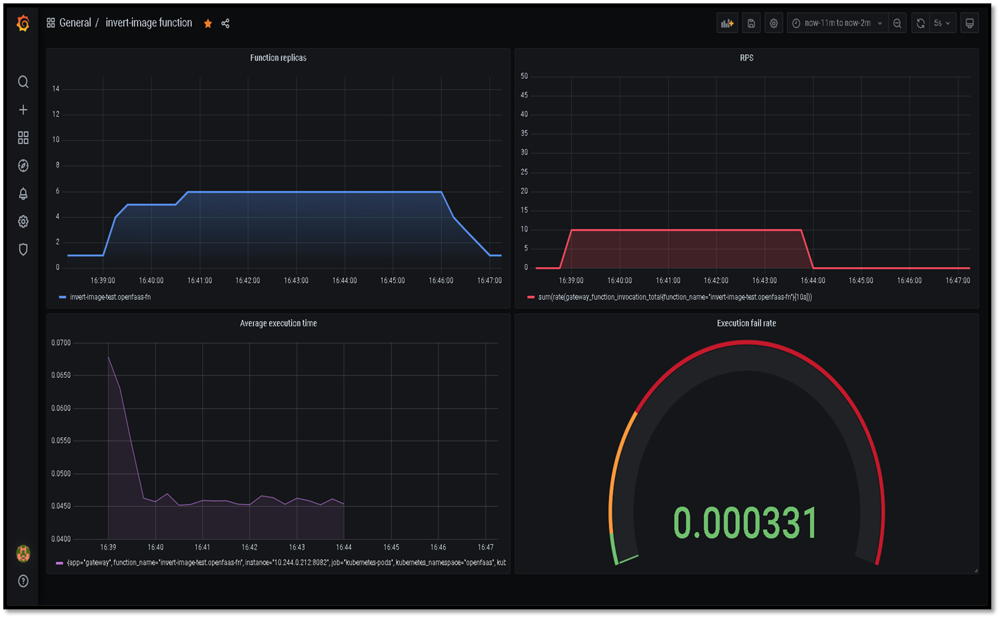 General / invert-image function
now-11m to now-2m
5s
Function replicas
14
12
10
8
6
4
2
0
16:39:00 16:40:00 16:41:00 16:42:00 16:43:00 16:44:00 16:45:00 16:46:00 16:47:00
invert-image-test.openfaas-fn
RPS
50
45
40
35
30
25
20
15
10
5
0
16:39:00 16:40:00 16:41:00 16:42:00 16:43:00 16:44:00 16:45:00 16:46:00 16:47:00
sum(rate(gateway_function_invocation_total{function_name="invert-image-test.openfaas-fn"}[10s]))
Average execution time
0.0700
0.0650
0.0600
0.0550
0.0500
0.0450
0.0400
16:39 16:40 16:41 16:42 16:43 16:44 16:45 16:46 16:47
{app="gateway", function_name="invert-image-test.openfaas-fn", instance="10.244.0.212:8082", job="kubernetes-pods", kubernetes_namespace="openfaas", kut
Execution fail rate
0.000331